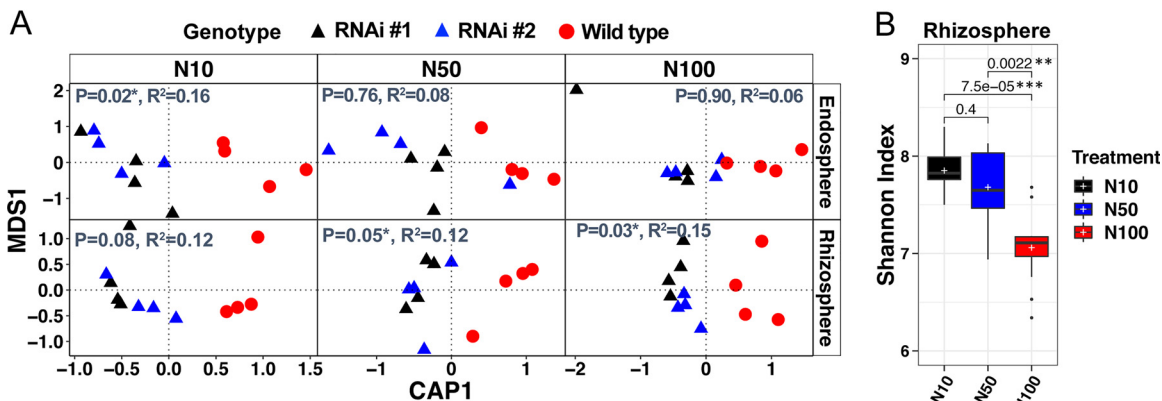 A
Genotype RNAi #1 RNAi #2 Wild type
N10 N50 N100
P=0.02*, R²=0.16
P=0.76, R²=0.08
P=0.90, R²=0.06
2
1
0
−1
Endosphere
P=0.08, R²=0.12
P=0.05*, R²=0.12
P=0.03*, R²=0.15
1.0
0.5
0.0
−0.5
−1.0
Rhizosphere
MDS1
−1.0 −0.5 0.0 0.5 1.0 1.5
−1 0 1
−2 −1 0 1
CAP1
B
Rhizosphere
9
8
7
6
Shannon Index
0.0022 **
7.5e−05 ***
0.4
N10 N50
Treatment
N10
N50
N100